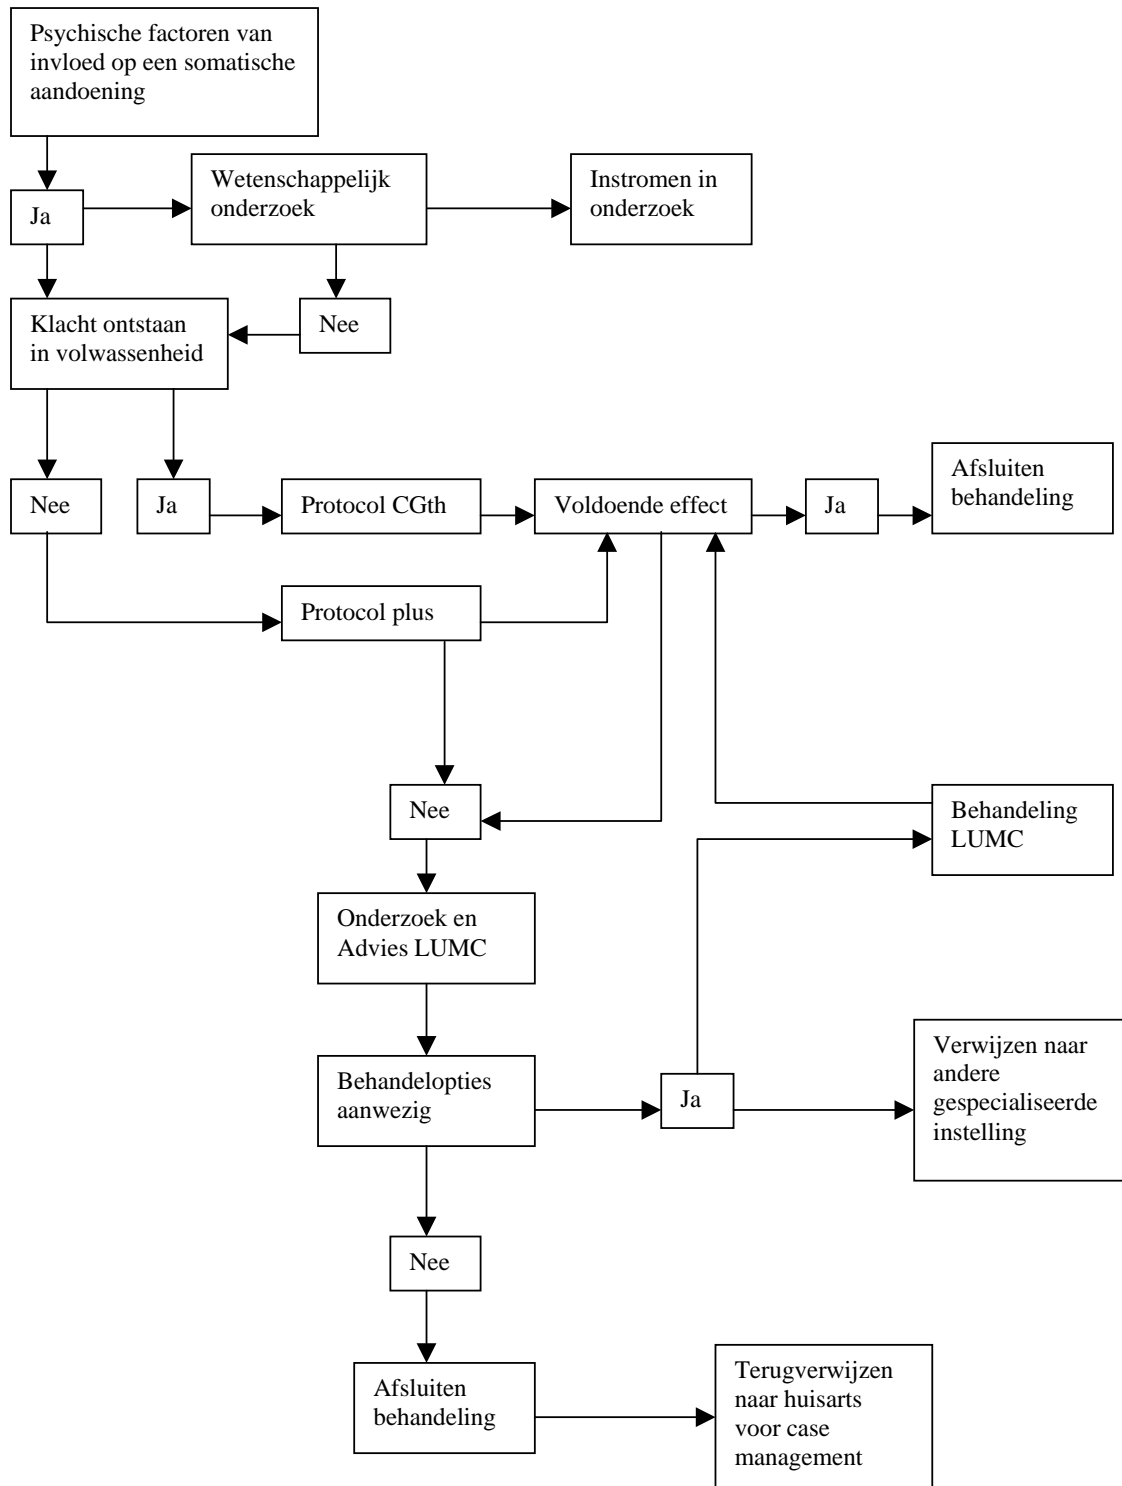 Psychische factoren van
invloed op een somatische
aandoening
Wetenschappelijk
onderzoek
Instromen in
onderzoek
Ja
Klacht ontstaan
in volwassenheid
Nee
Nee
Ja
Protocol CGth
Voldoende effect
Ja
Afsluiten
behandeling
Protocol plus
Nee
Behandeling
LUMC
Onderzoek en
Advies LUMC
Behandelopties
aanwezig
Ja
Verwijzen naar
andere
gespecialiseerde
instelling
Nee
Afsluiten
behandeling
Terugverwijzen
naar huisarts
voor case
management